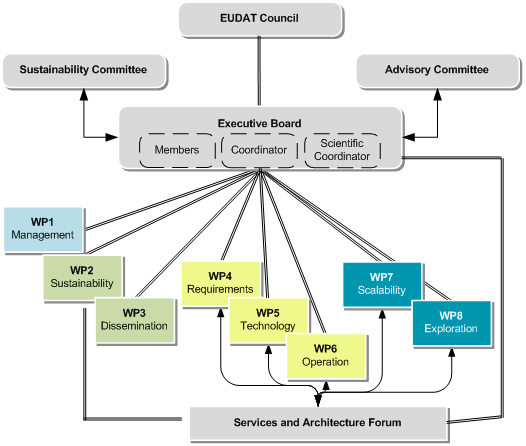 EUDAT Council
Sustainability Committee
Advisory Committee
Executive Board
Members
Coordinator
Scientific
Coordinator
WP1
Management
WP2
Sustainability
WP3
Dissemination
WP4
Requirements
WP5
Technology
WP6
Operation
WP7
Scalability
WP8
Exploration
Services and Architecture Forum